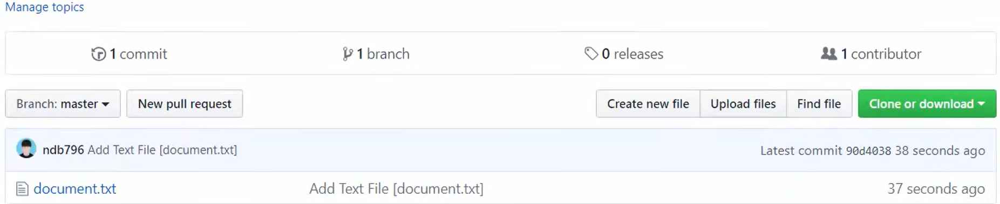 Manage topics
1 commit 1 branch 0 releases 1 contributor
Branch: master New pull request Create new file Upload files Find file Clone or download
ndb796 Add Text File [document.txt] Latest commit 90d4038 38 seconds ago
document.txt Add Text File [document.txt] 37 seconds ago